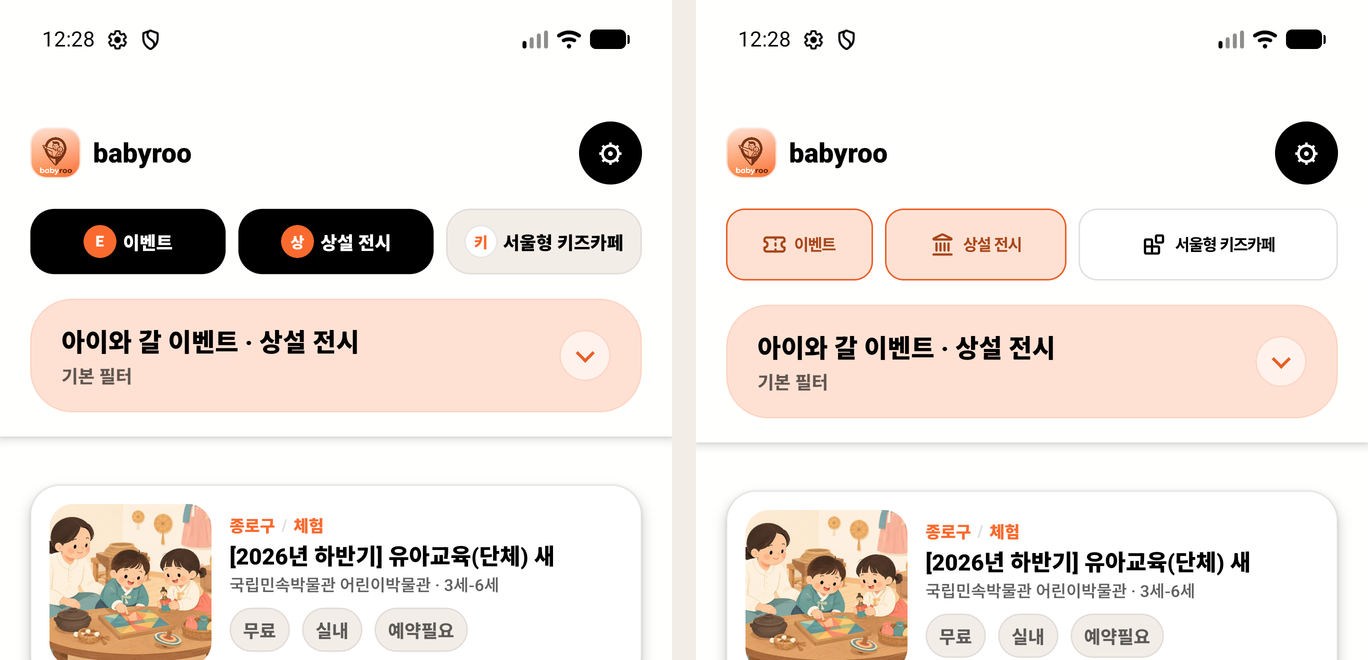 12:28
babyroo
babyroo
E 이벤트
상 상설 전시
키 서울형 키즈카페
아이와 갈 이벤트 · 상설 전시
기본 필터
종로구 / 체험
[2026년 하반기] 유아교육(단체) 새
국립민속박물관 어린이박물관 · 3세-6세
무료 실내 예약필요
12:28
babyroo
babyroo
이벤트
상설 전시
서울형 키즈카페
아이와 갈 이벤트 · 상설 전시
기본 필터
종로구 / 체험
[2026년 하반기] 유아교육(단체) 새
국립민속박물관 어린이박물관 · 3세-6세
무료 실내 예약필요